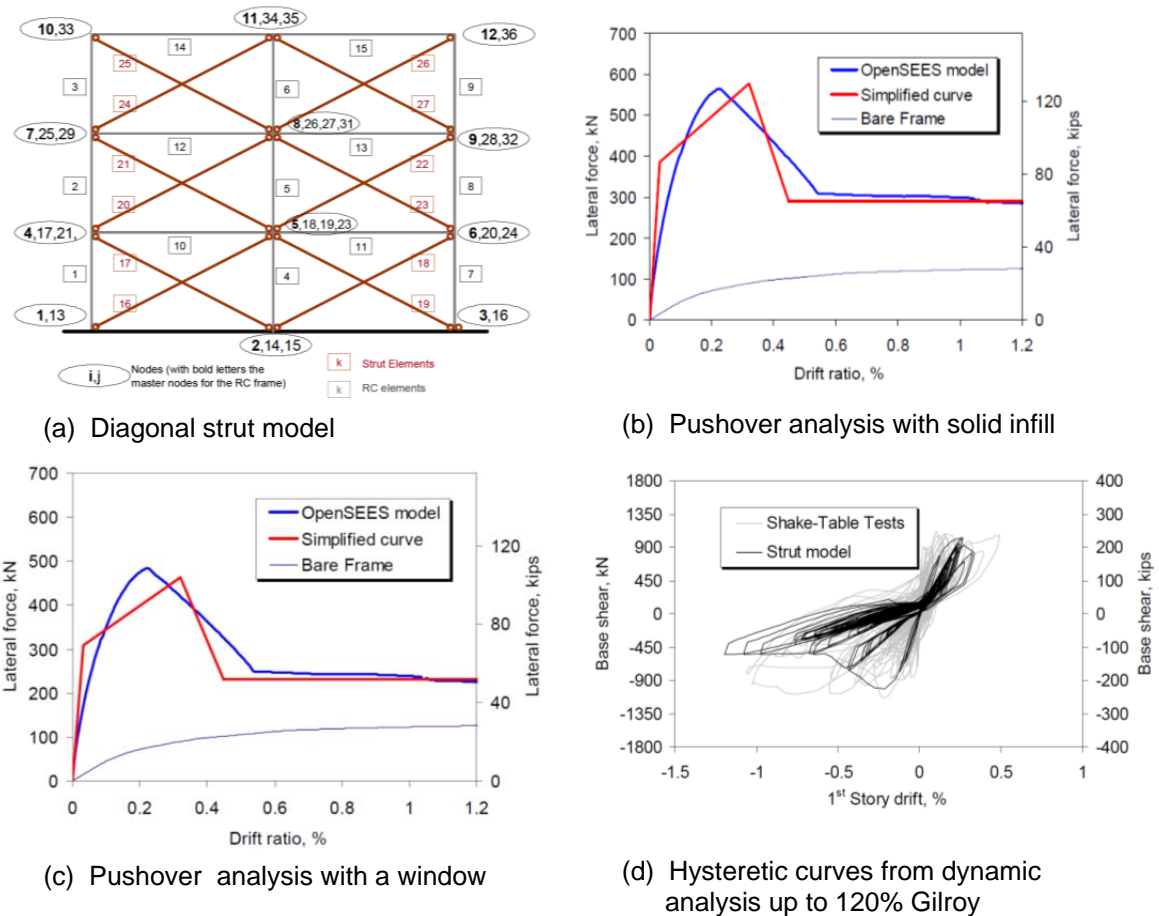 10,33
11,34,35
12,36
14
15
25
26
3
6
9
24
27
7,25,29
8,26,27,31
9,28,32
12
13
21
22
2
5
8
20
23
4,17,21,
5,18,19,23
6,20,24
10
11
17
18
1
4
7
16
19
1,13
3,16
2,14,15
i,j
Nodes (with bold letters the
master nodes for the RC frame)
k Strut Elements
k RC elements
(a) Diagonal strut model
700
600
500
400
300
200
100
0
Lateral force, kN
OpenSEES model
Simplified curve
Bare Frame
120
80
40
0
Lateral force, kips
0 0.2 0.4 0.6 0.8 1 1.2
Drift ratio, %
(b) Pushover analysis with solid infill
700
600
500
400
300
200
100
0
Lateral force, kN
OpenSEES model
Simplified curve
Bare Frame
120
80
40
0
Lateral force, kips
0 0.2 0.4 0.6 0.8 1 1.2
Drift ratio, %
(c) Pushover analysis with a window
1800
1350
900
450
0
-450
-900
-1350
-1800
Base shear, kN
Shake-Table Tests
Strut model
400
300
200
100
0
-100
-200
-300
-400
Base shear, kips
-1.5 -1 -0.5 0 0.5 1
1st Story drift, %
(d) Hysteretic curves from dynamic
analysis up to 120% Gilroy